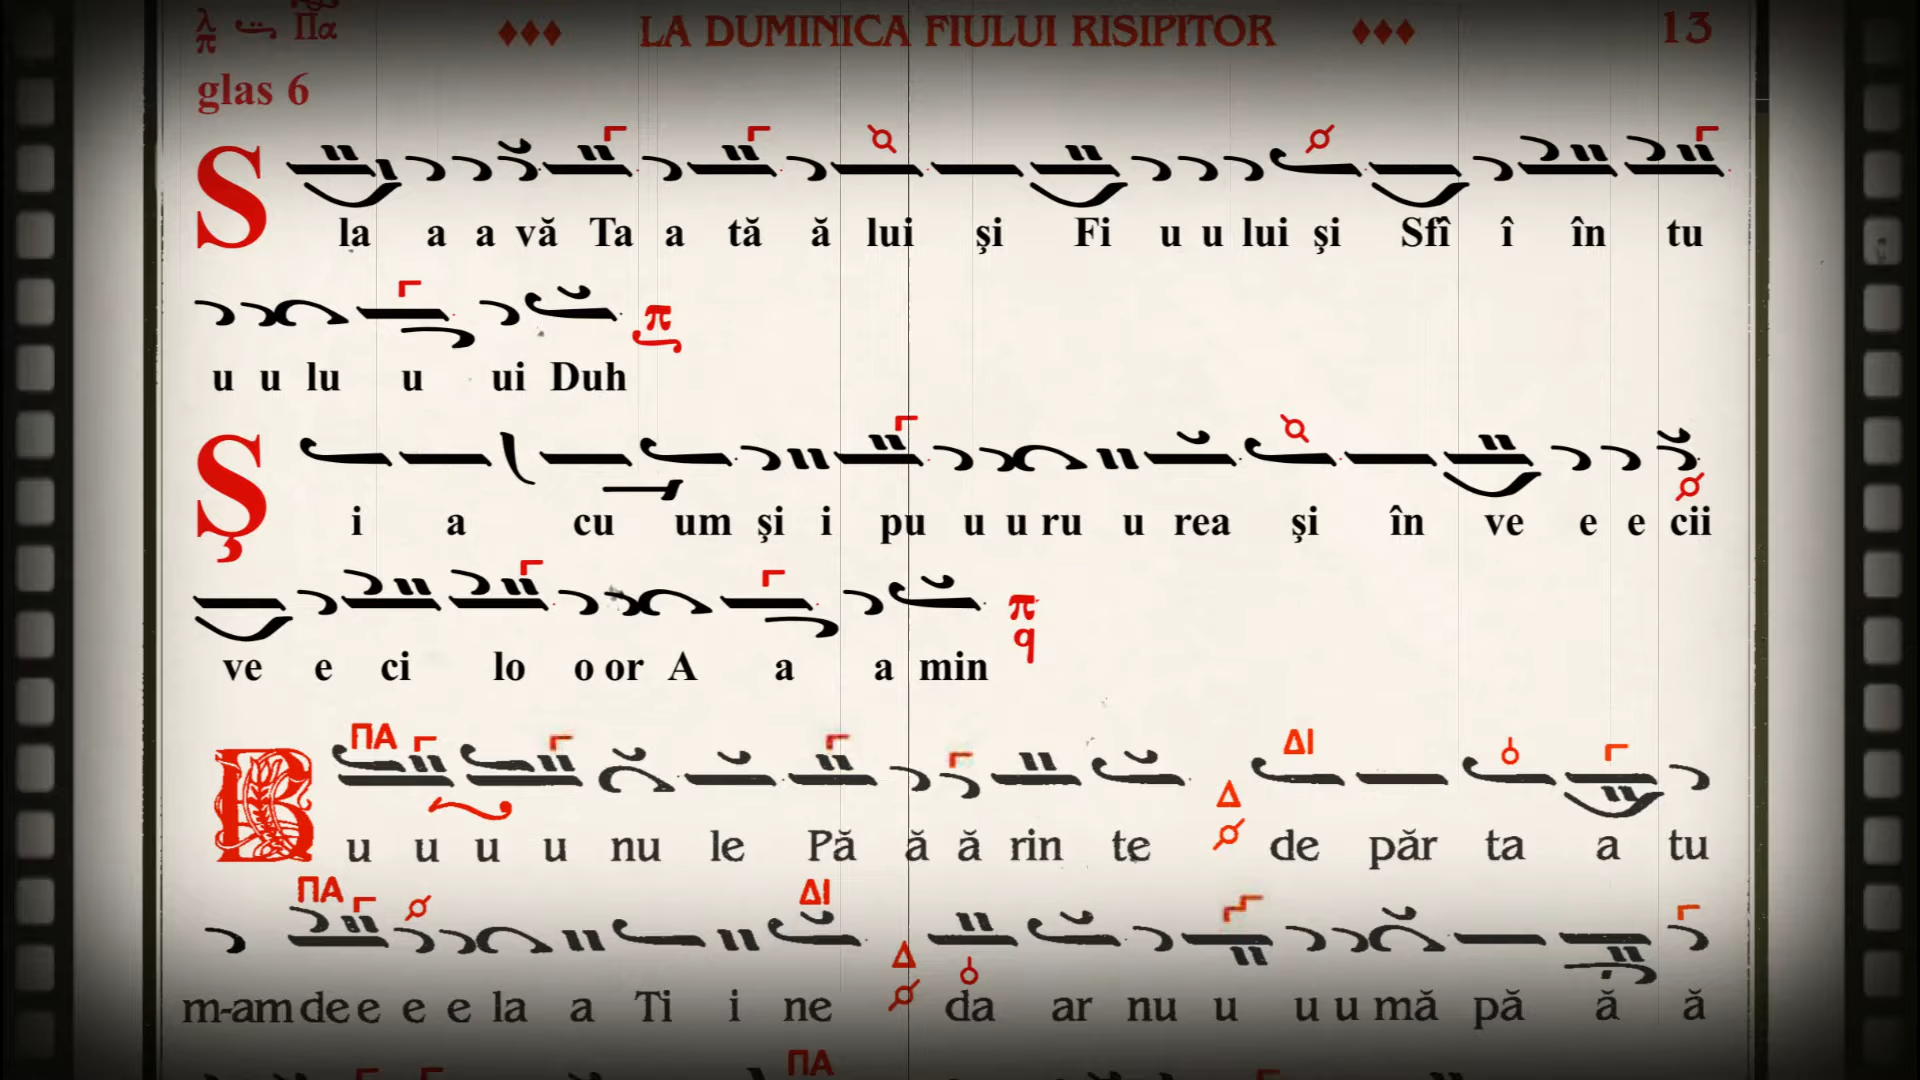 λ π Πα ♦♦♦ LA DUMINICA FIULUI RISIPITOR ♦♦♦ 13
glas 6
S la a a vă Ta a tă ă lui şi Fi u u lui şi Sfî î în tu
π
u u lu u ui Duh
Ş i a cu um şi i pu u u ru u rea şi în ve e e cii
π q
ve e ci lo o or A a a min
ΠΑ ΔΙ
Δ
B u u u u nu le Pă ă ă rin te de păr ta a tu
ΠΑ ΔΙ
Δ
m-am de e e e la a Ti i ne da ar nu u u u mă pă ă ă
ΠΑ